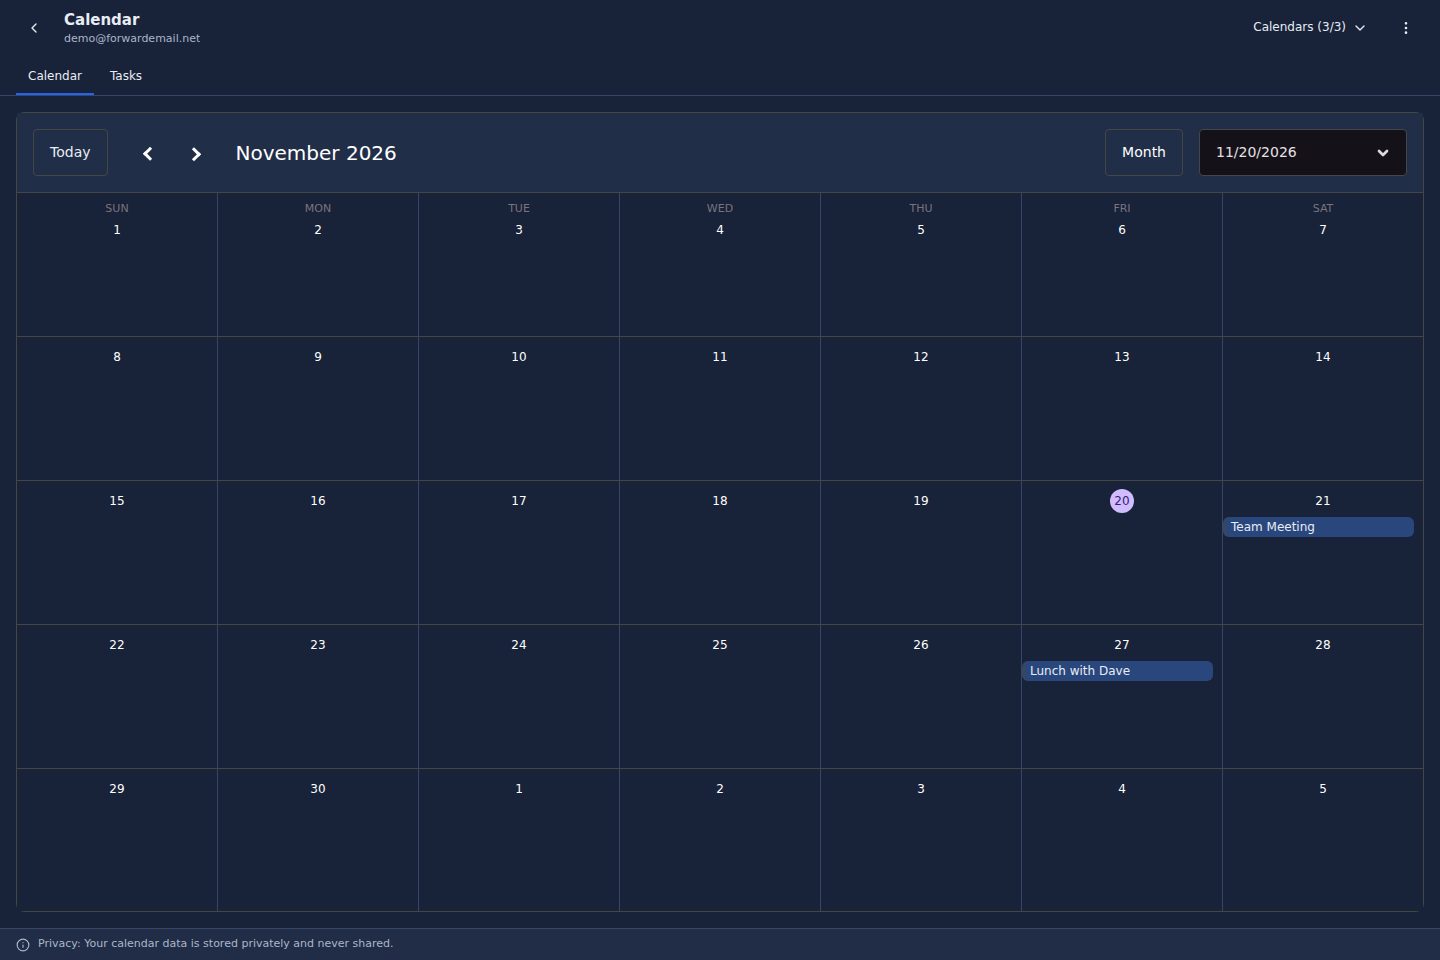 Calendar
demo@forwardemail.net
Calendars (3/3)
Calendar Tasks
Today
November 2026
Month
11/20/2026
SUN MON TUE WED THU FRI SAT
1 2 3 4 5 6 7
8 9 10 11 12 13 14
15 16 17 18 19 20 21
Team Meeting
22 23 24 25 26 27 28
Lunch with Dave
29 30 1 2 3 4 5
Privacy: Your calendar data is stored privately and never shared.